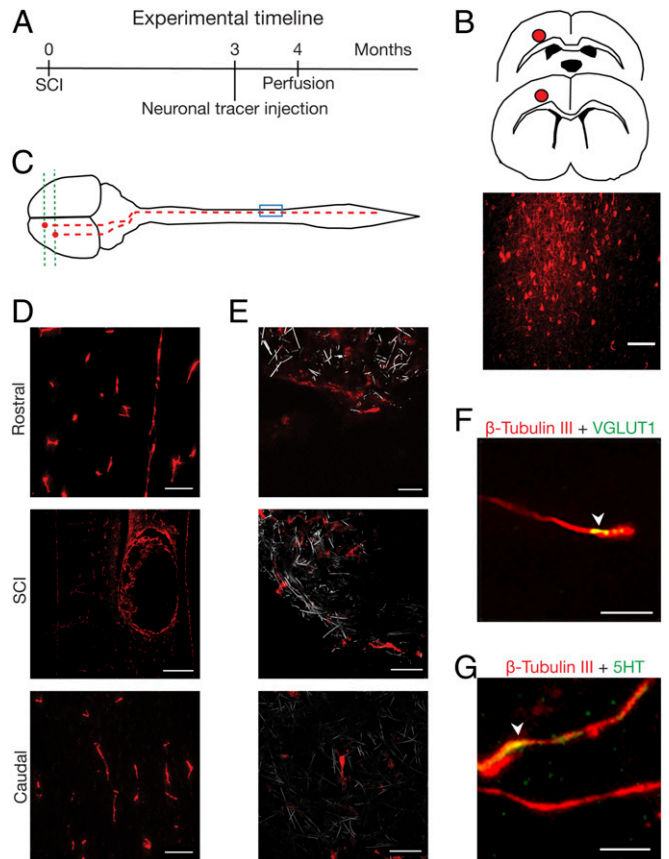 A
Experimental timeline
0
3
4
Months
SCI
Perfusion
Neuronal tracer injection
B
C
D
E
Rostral
SCI
Caudal
F
β-Tubulin III + VGLUT1
G
β-Tubulin III + 5HT